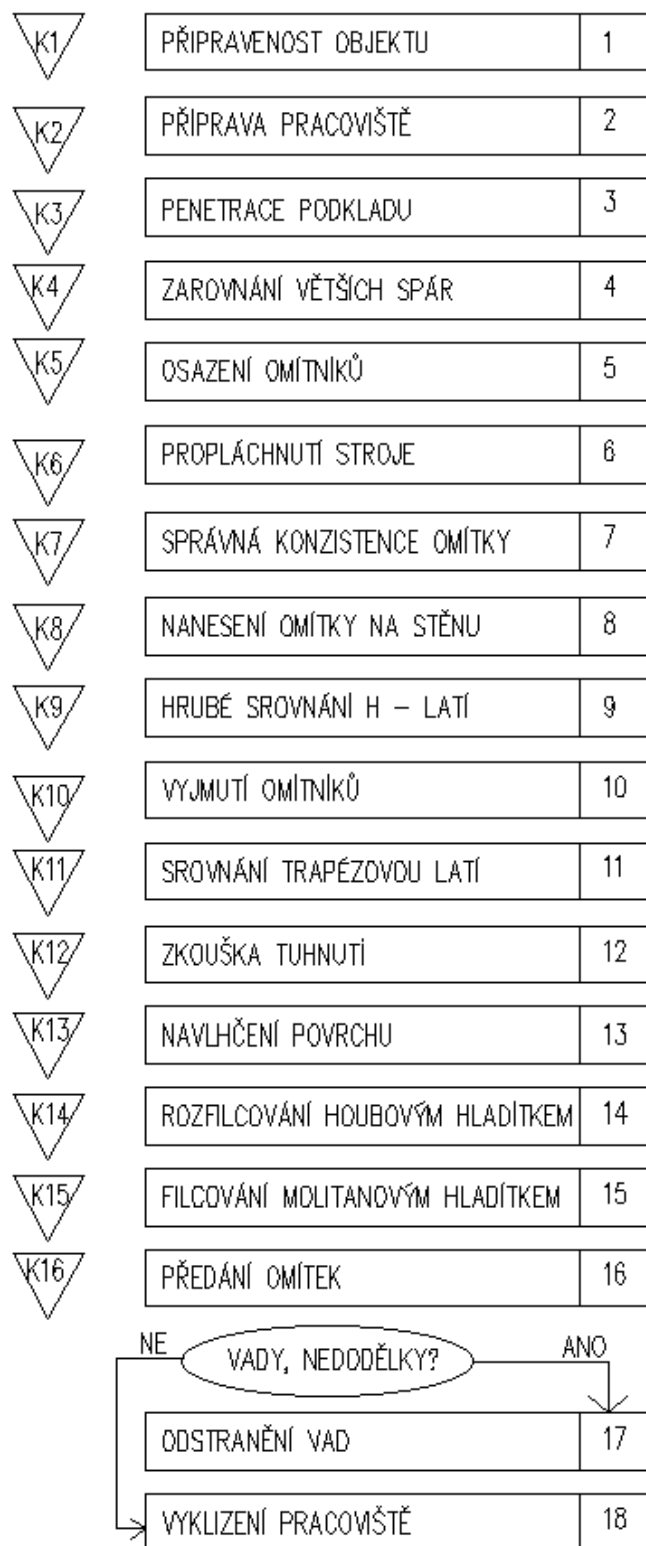 K1 PŘIPRAVENOST OBJEKTU 1
K2 PŘÍPRAVA PRACOVIŠTĚ 2
K3 PENETRACE PODKLADU 3
K4 ZAROVNÁNÍ VĚTŠÍCH SPÁR 4
K5 OSAZENÍ OMÍTNÍKŮ 5
K6 PROPLÁCHNUTÍ STROJE 6
K7 SPRÁVNÁ KONZISTENCE OMÍTKY 7
K8 NANESENÍ OMÍTKY NA STĚNU 8
K9 HRUBÉ SROVNÁNÍ H – LATÍ 9
K10 VYJMUTÍ OMÍTNÍKŮ 10
K11 SROVNÁNÍ TRAPÉZOVOU LATÍ 11
K12 ZKOUŠKA TUHNUTÍ 12
K13 NAVLHČENÍ POVRCHU 13
K14 ROZFILCOVÁNÍ HOUBOVÝM HLADÍTKEM 14
K15 FILCOVÁNÍ MOLITANOVÝM HLADÍTKEM 15
K16 PŘEDÁNÍ OMÍTEK 16
NE VADY, NEDODĚLKY? ANO
ODSTRANĚNÍ VAD 17
VYKLIZENÍ PRACOVIŠTĚ 18